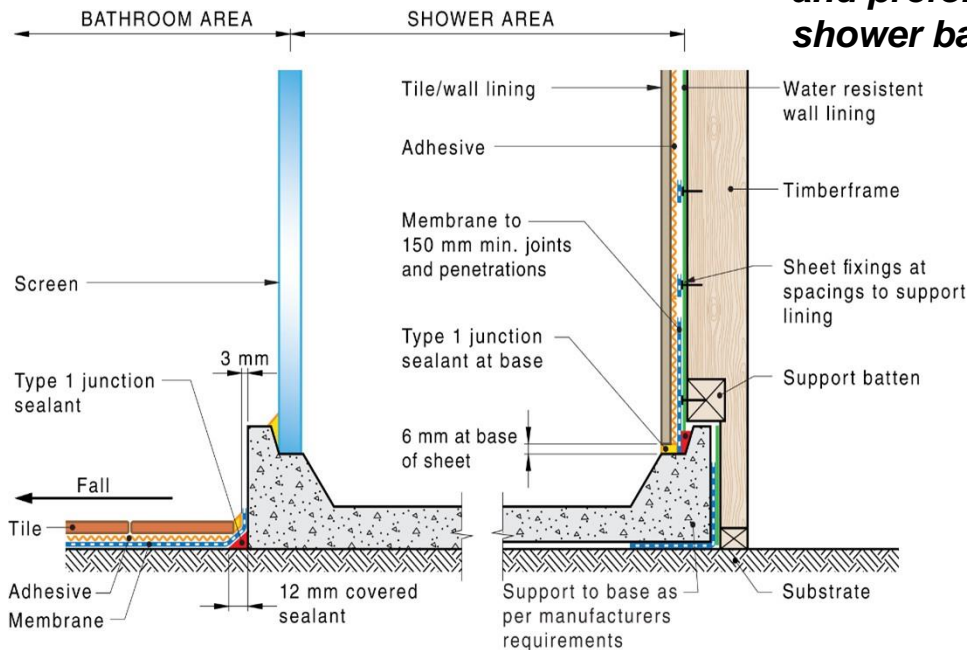 and prefor
shower ba
BATHROOM AREA
SHOWER AREA
Tile/wall lining
Adhesive
Membrane to
150 mm min. joints
and penetrations
Type 1 junction
sealant at base
6 mm at base
of sheet
Water resistent
wall lining
Timberframe
Sheet fixings at
spacings to support
lining
Support batten
Screen
3 mm
Type 1 junction
sealant
Fall
Tile
Adhesive
Membrane
12 mm covered
sealant
Support to base as
per manufacturers
requirements
Substrate